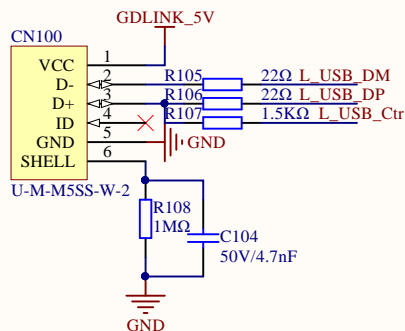 GDLINK_5V
CN100
VCC 1
D- 2 R105 22Ω L_USB_DM
D+ 3 R106 22Ω L_USB_DP
ID 4 R107 1.5KΩ L_USB_Ctr
GND 5 GND
SHELL 6
U-M-M5SS-W-2
R108
1MΩ
C104
50V/4.7nF
GND